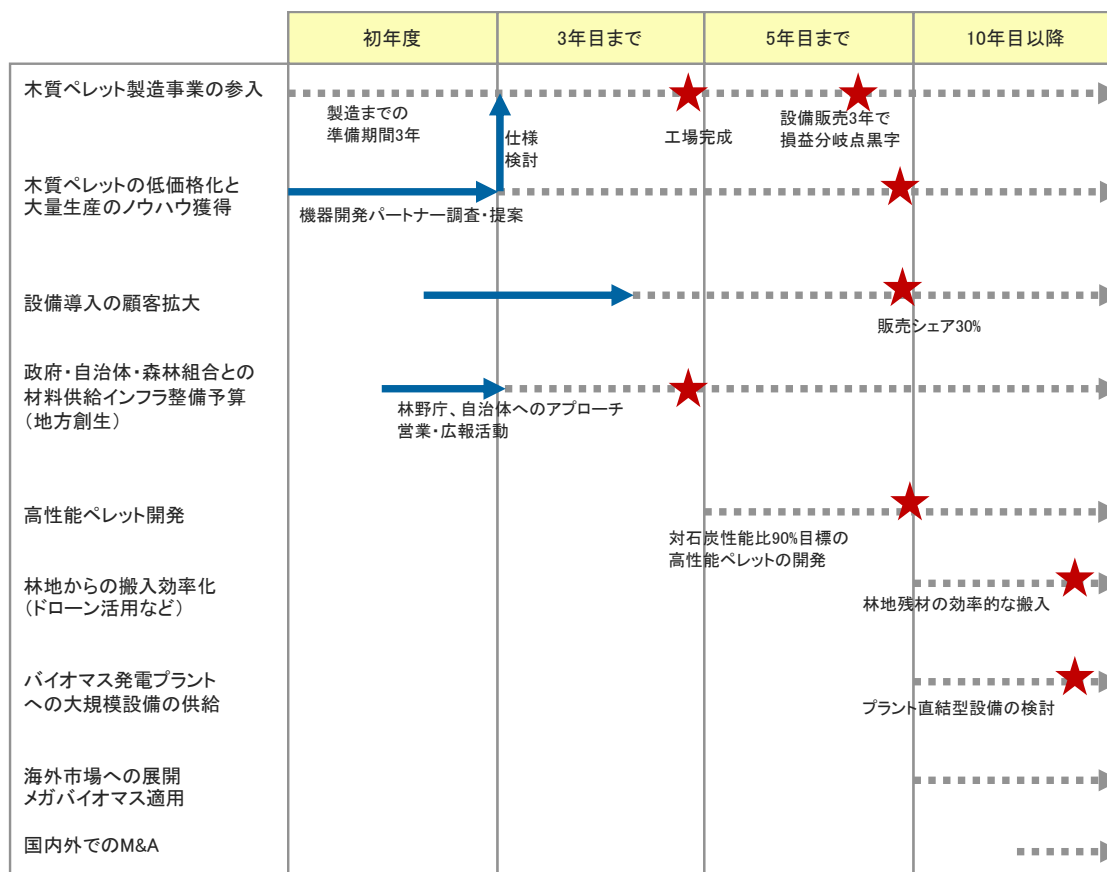 初年度
3年目まで
5年目まで
10年目以降
木質ペレット製造事業の参入
製造までの
準備期間3年
仕様
検討
工場完成
設備販売3年で
損益分岐点黒字
木質ペレットの低価格化と
大量生産のノウハウ獲得
機器開発パートナー調査・提案
設備導入の顧客拡大
販売シェア30%
政府・自治体・森林組合との
材料供給インフラ整備予算
(地方創生)
林野庁、自治体へのアプローチ
営業・広報活動
高性能ペレット開発
対石炭性能比90%目標の
高性能ペレットの開発
林地からの搬入効率化
(ドローン活用など)
林地残材の効率的な搬入
バイオマス発電プラント
への大規模設備の供給
プラント直結型設備の検討
海外市場への展開
メガバイオマス適用
国内外でのM&A